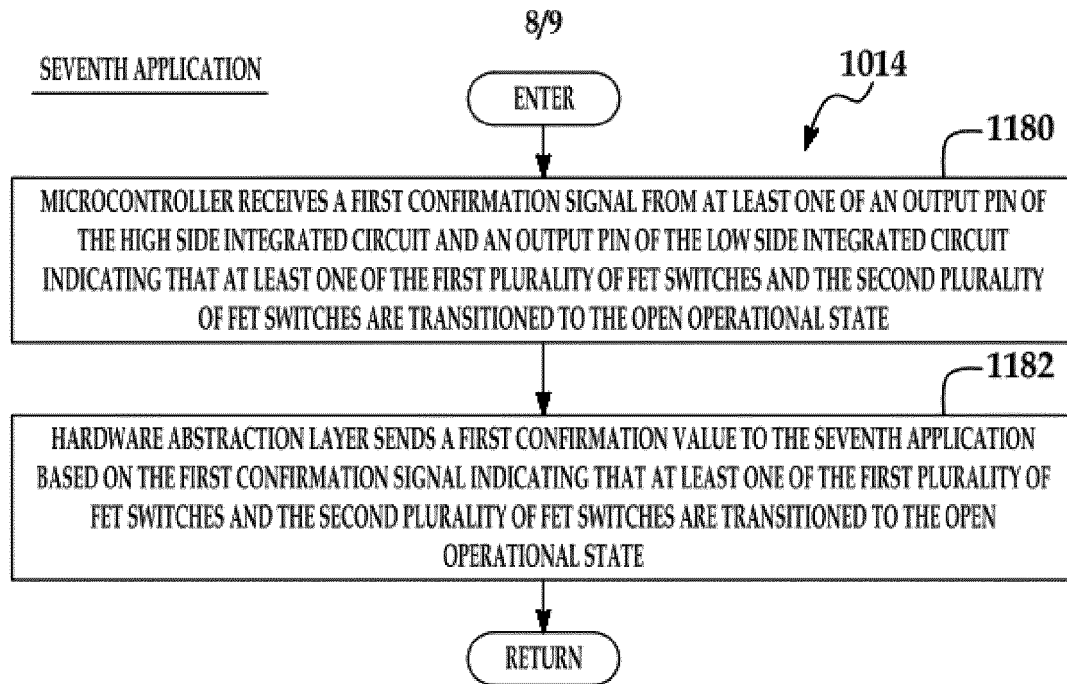 8/9
SEVENTH APPLICATION
ENTER
1014
1180
MICROCONTROLLER RECEIVES A FIRST CONFIRMATION SIGNAL FROM AT LEAST ONE OF AN OUTPUT PIN OF
THE HIGH SIDE INTEGRATED CIRCUIT AND AN OUTPUT PIN OF THE LOW SIDE INTEGRATED CIRCUIT
INDICATING THAT AT LEAST ONE OF THE FIRST PLURALITY OF FET SWITCHES AND THE SECOND PLURALITY
OF FET SWITCHES ARE TRANSITIONED TO THE OPEN OPERATIONAL STATE
1182
HARDWARE ABSTRACTION LAYER SENDS A FIRST CONFIRMATION VALUE TO THE SEVENTH APPLICATION
BASED ON THE FIRST CONFIRMATION SIGNAL INDICATING THAT AT LEAST ONE OF THE FIRST PLURALITY OF
FET SWITCHES AND THE SECOND PLURALITY OF FET SWITCHES ARE TRANSITIONED TO THE OPEN
OPERATIONAL STATE
RETURN